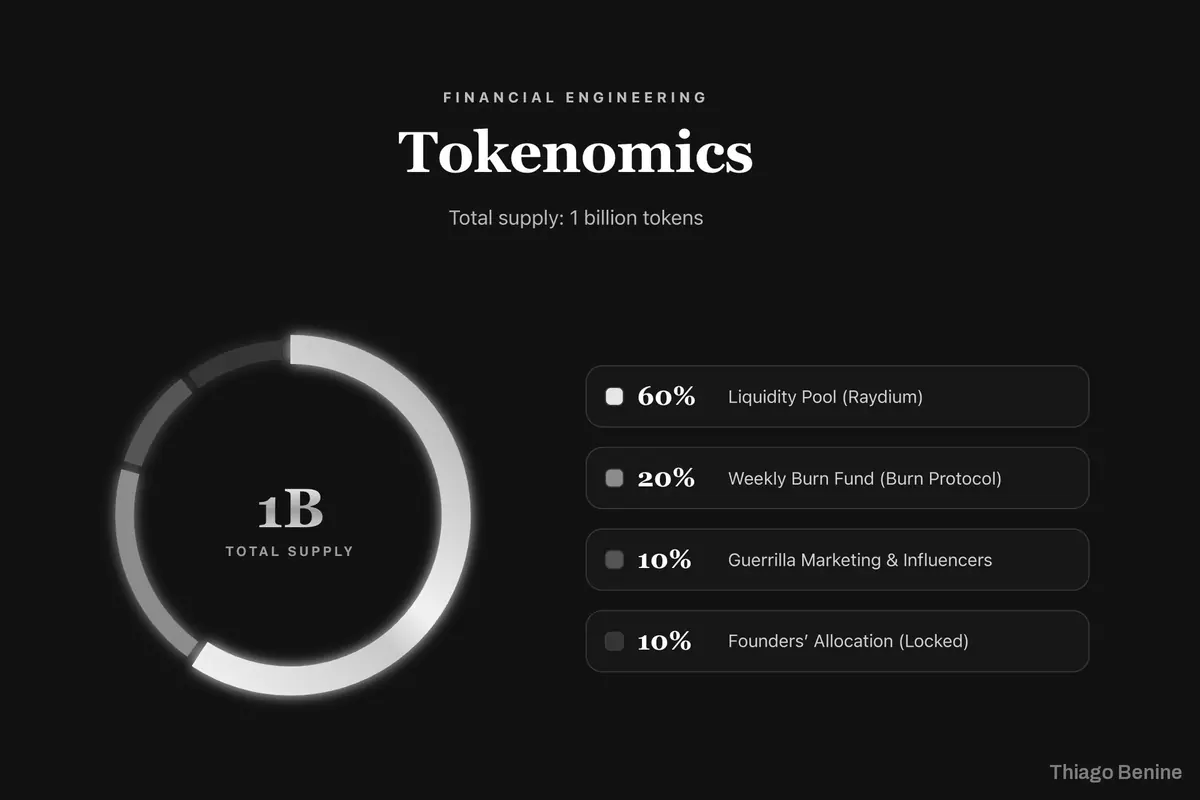 FINANCIAL ENGINEERING
Tokenomics
Total supply: 1 billion tokens
1B
TOTAL SUPPLY
60% Liquidity Pool (Raydium)
20% Weekly Burn Fund (Burn Protocol)
10% Guerrilla Marketing & Influencers
10% Founders’ Allocation (Locked)
Thiago Benine